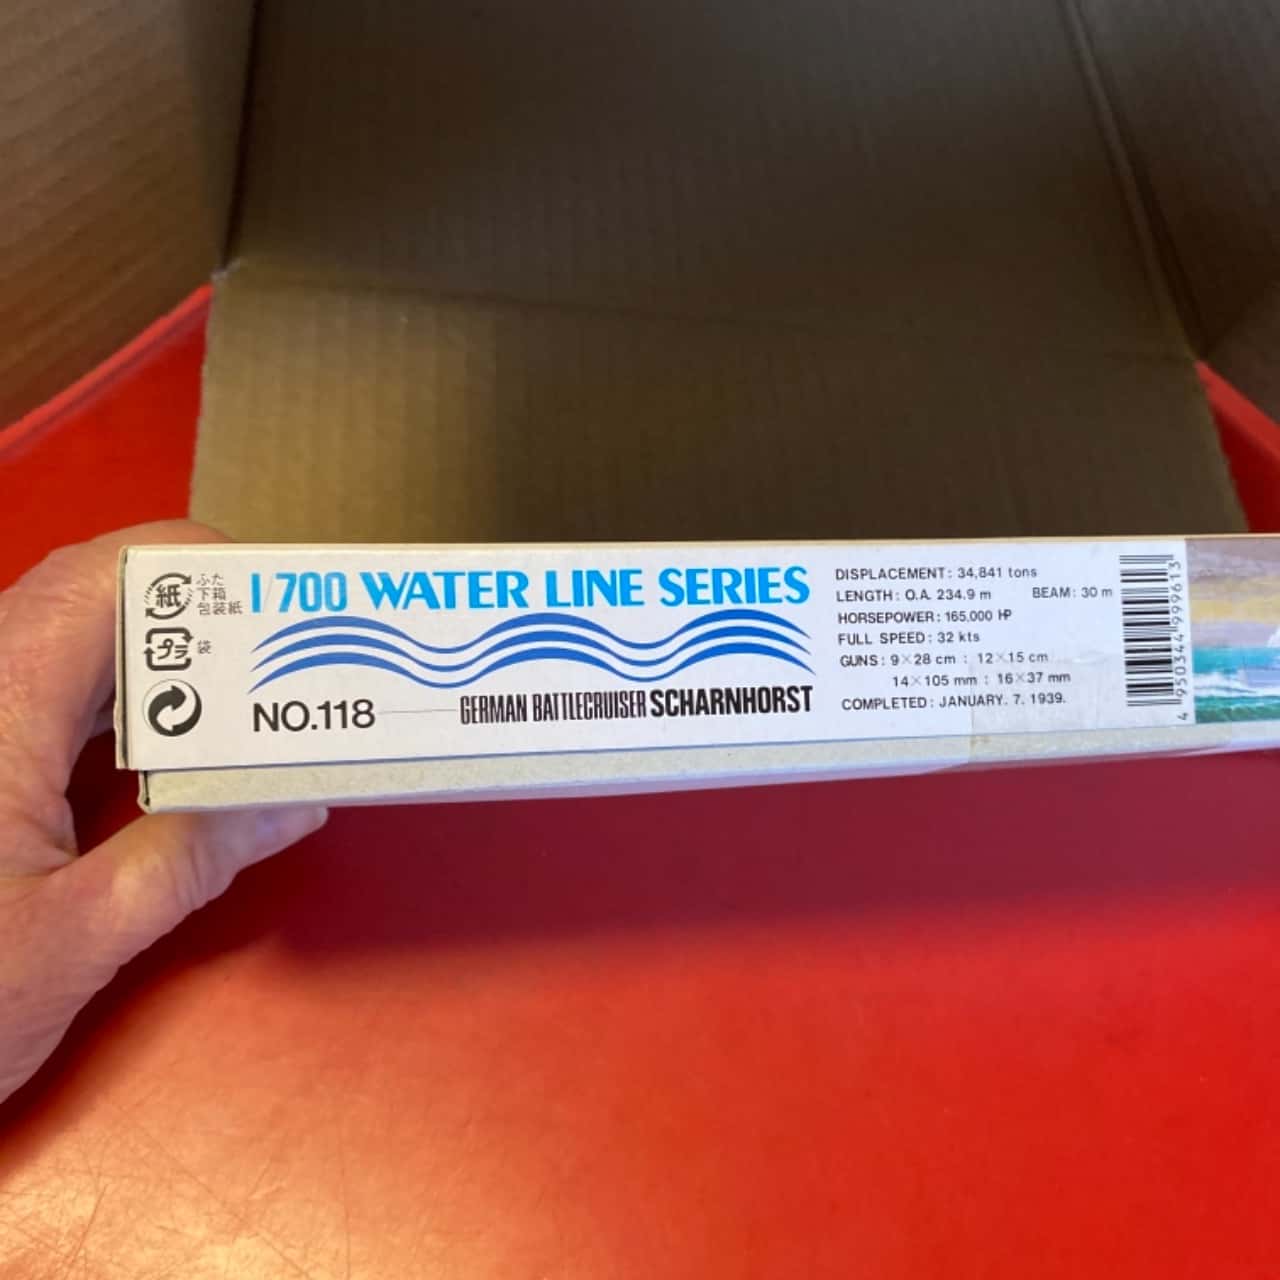 紙
ふた
下箱
包装紙
プラ
袋
1/700 WATER LINE SERIES
NO.118 GERMAN BATTLECRUISER SCHARNHORST
DISPLACEMENT: 34,841 tons
LENGTH: O.A. 234.9 m BEAM: 30 m
HORSEPOWER: 165,000 HP
FULL SPEED: 32 kts
GUNS: 9×28 cm : 12×15 cm
14×105 mm : 16×37 mm
COMPLETED: JANUARY. 7. 1939.
4 950344 999613